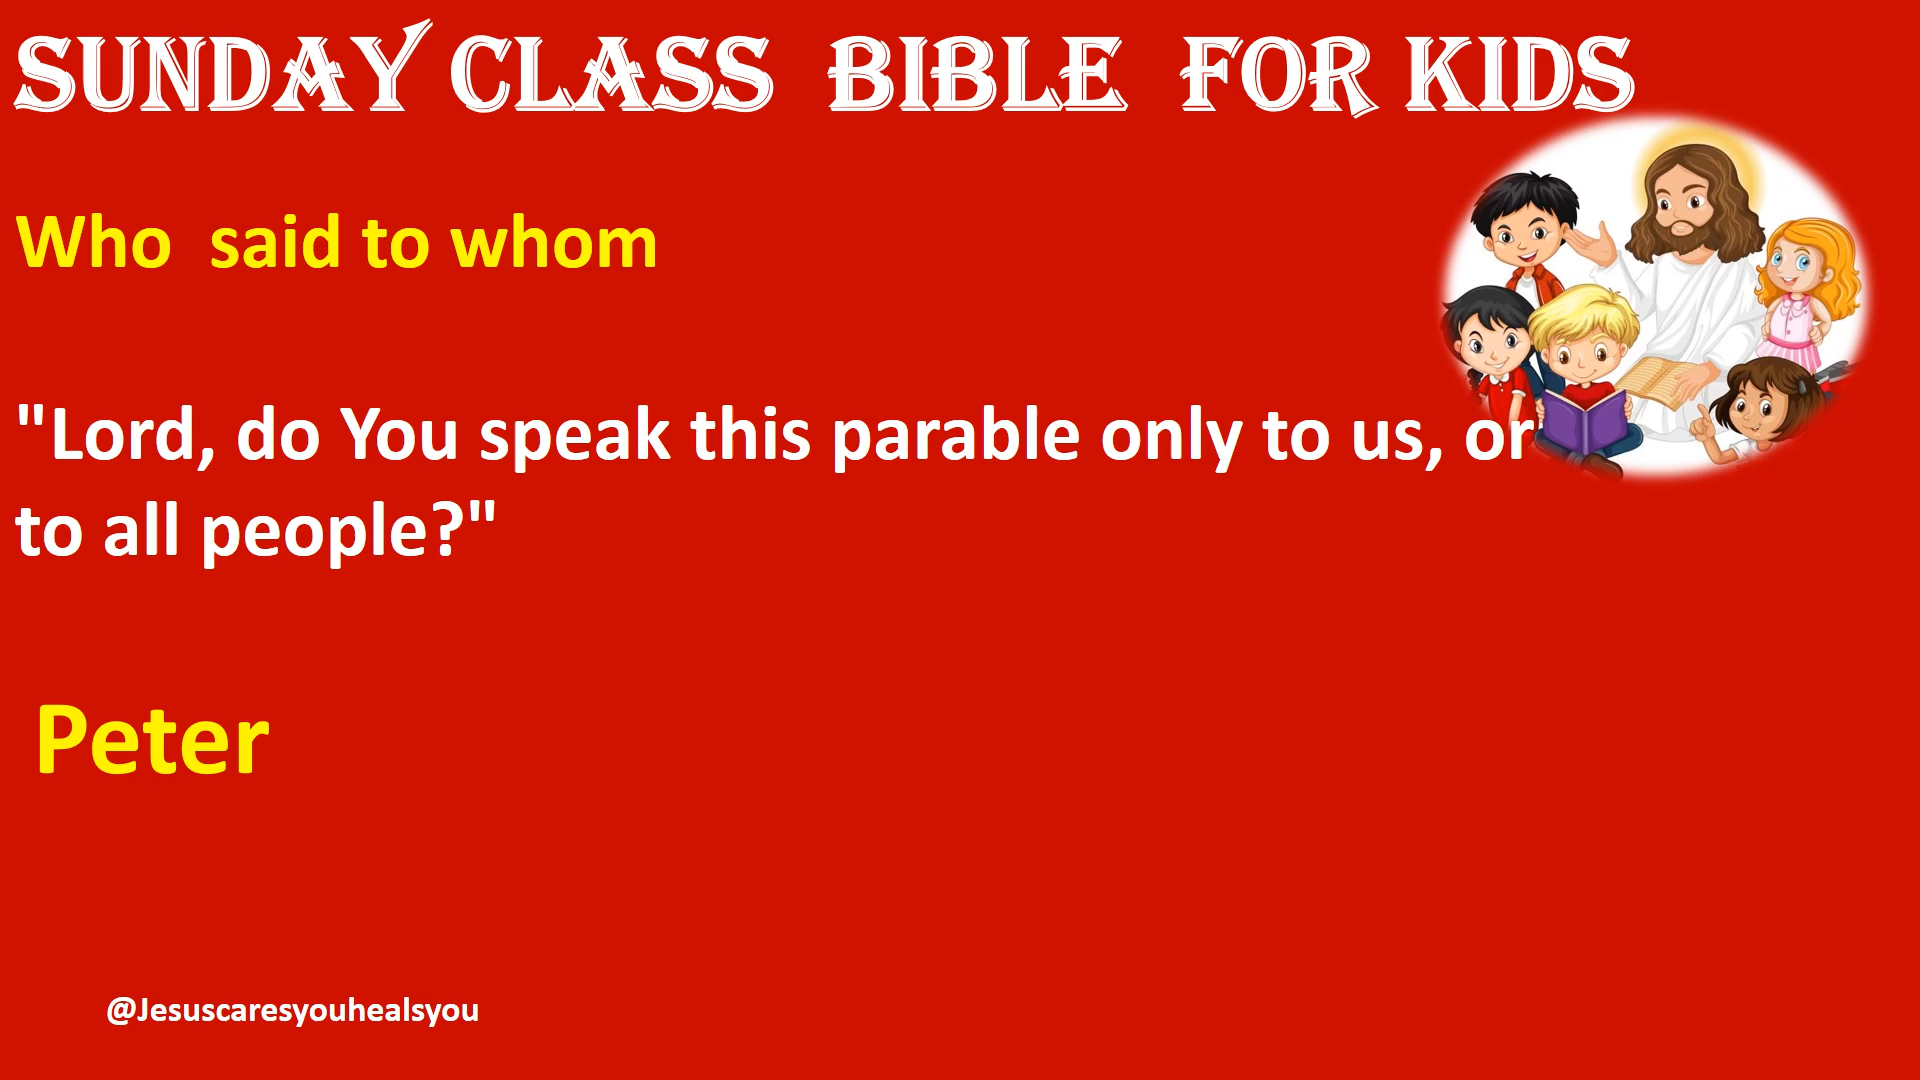 SUNDAY CLASS BIBLE FOR KIDS
Who said to whom
"Lord, do You speak this parable only to us, or
to all people?"
Peter
@Jesuscaresyouhealsyou